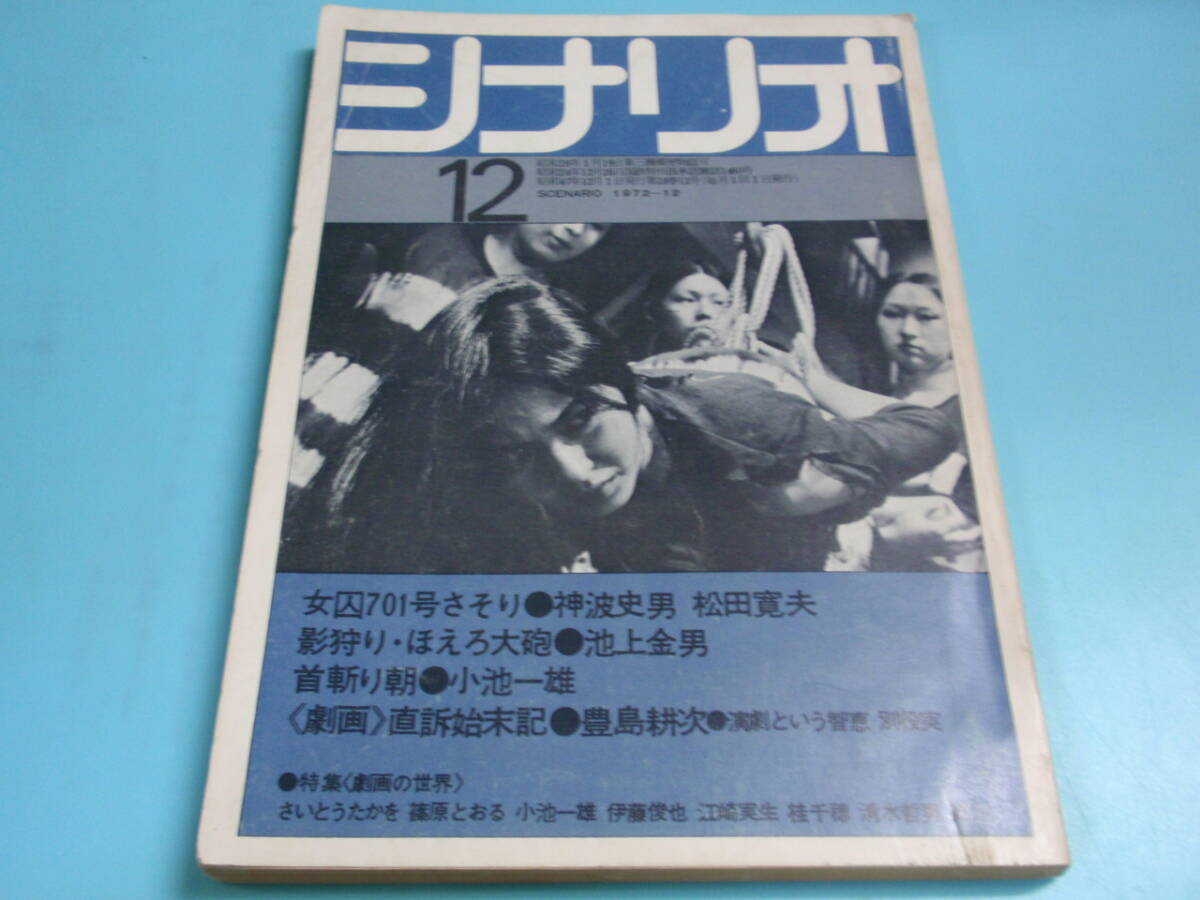 シナリオ
12
SCENARIO 1972-12
女囚701号さそり●神波史男 松田寛夫
影狩り・ほえろ大砲●池上金男
首斬り朝●小池一雄
《劇画》直訴始末記●豊島耕次●演劇という智恵 別役実
●特集〈劇画の世界〉
さいとうたかを 篠原とおる 小池一雄 伊藤俊也 江崎実生 桂千穂 清水哲男